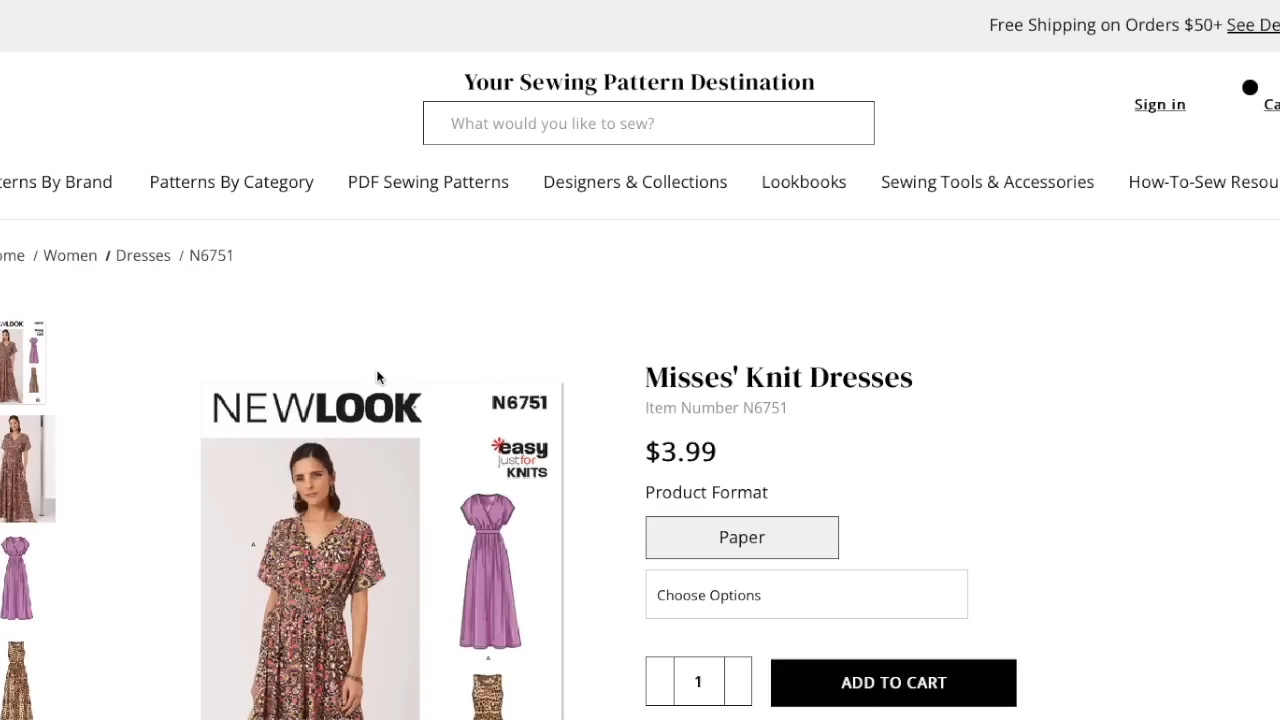 Free Shipping on Orders $50+ See De
Your Sewing Pattern Destination
What would you like to sew?
Sign in
Ca
terns By Brand
Patterns By Category
PDF Sewing Patterns
Designers & Collections
Lookbooks
Sewing Tools & Accessories
How-To-Sew Resou
ome / Women / Dresses / N6751
NEWLOOK
N6751
easy
just for
KNITS
A
A
Misses' Knit Dresses
Item Number N6751
$3.99
Product Format
Paper
Choose Options
1
ADD TO CART